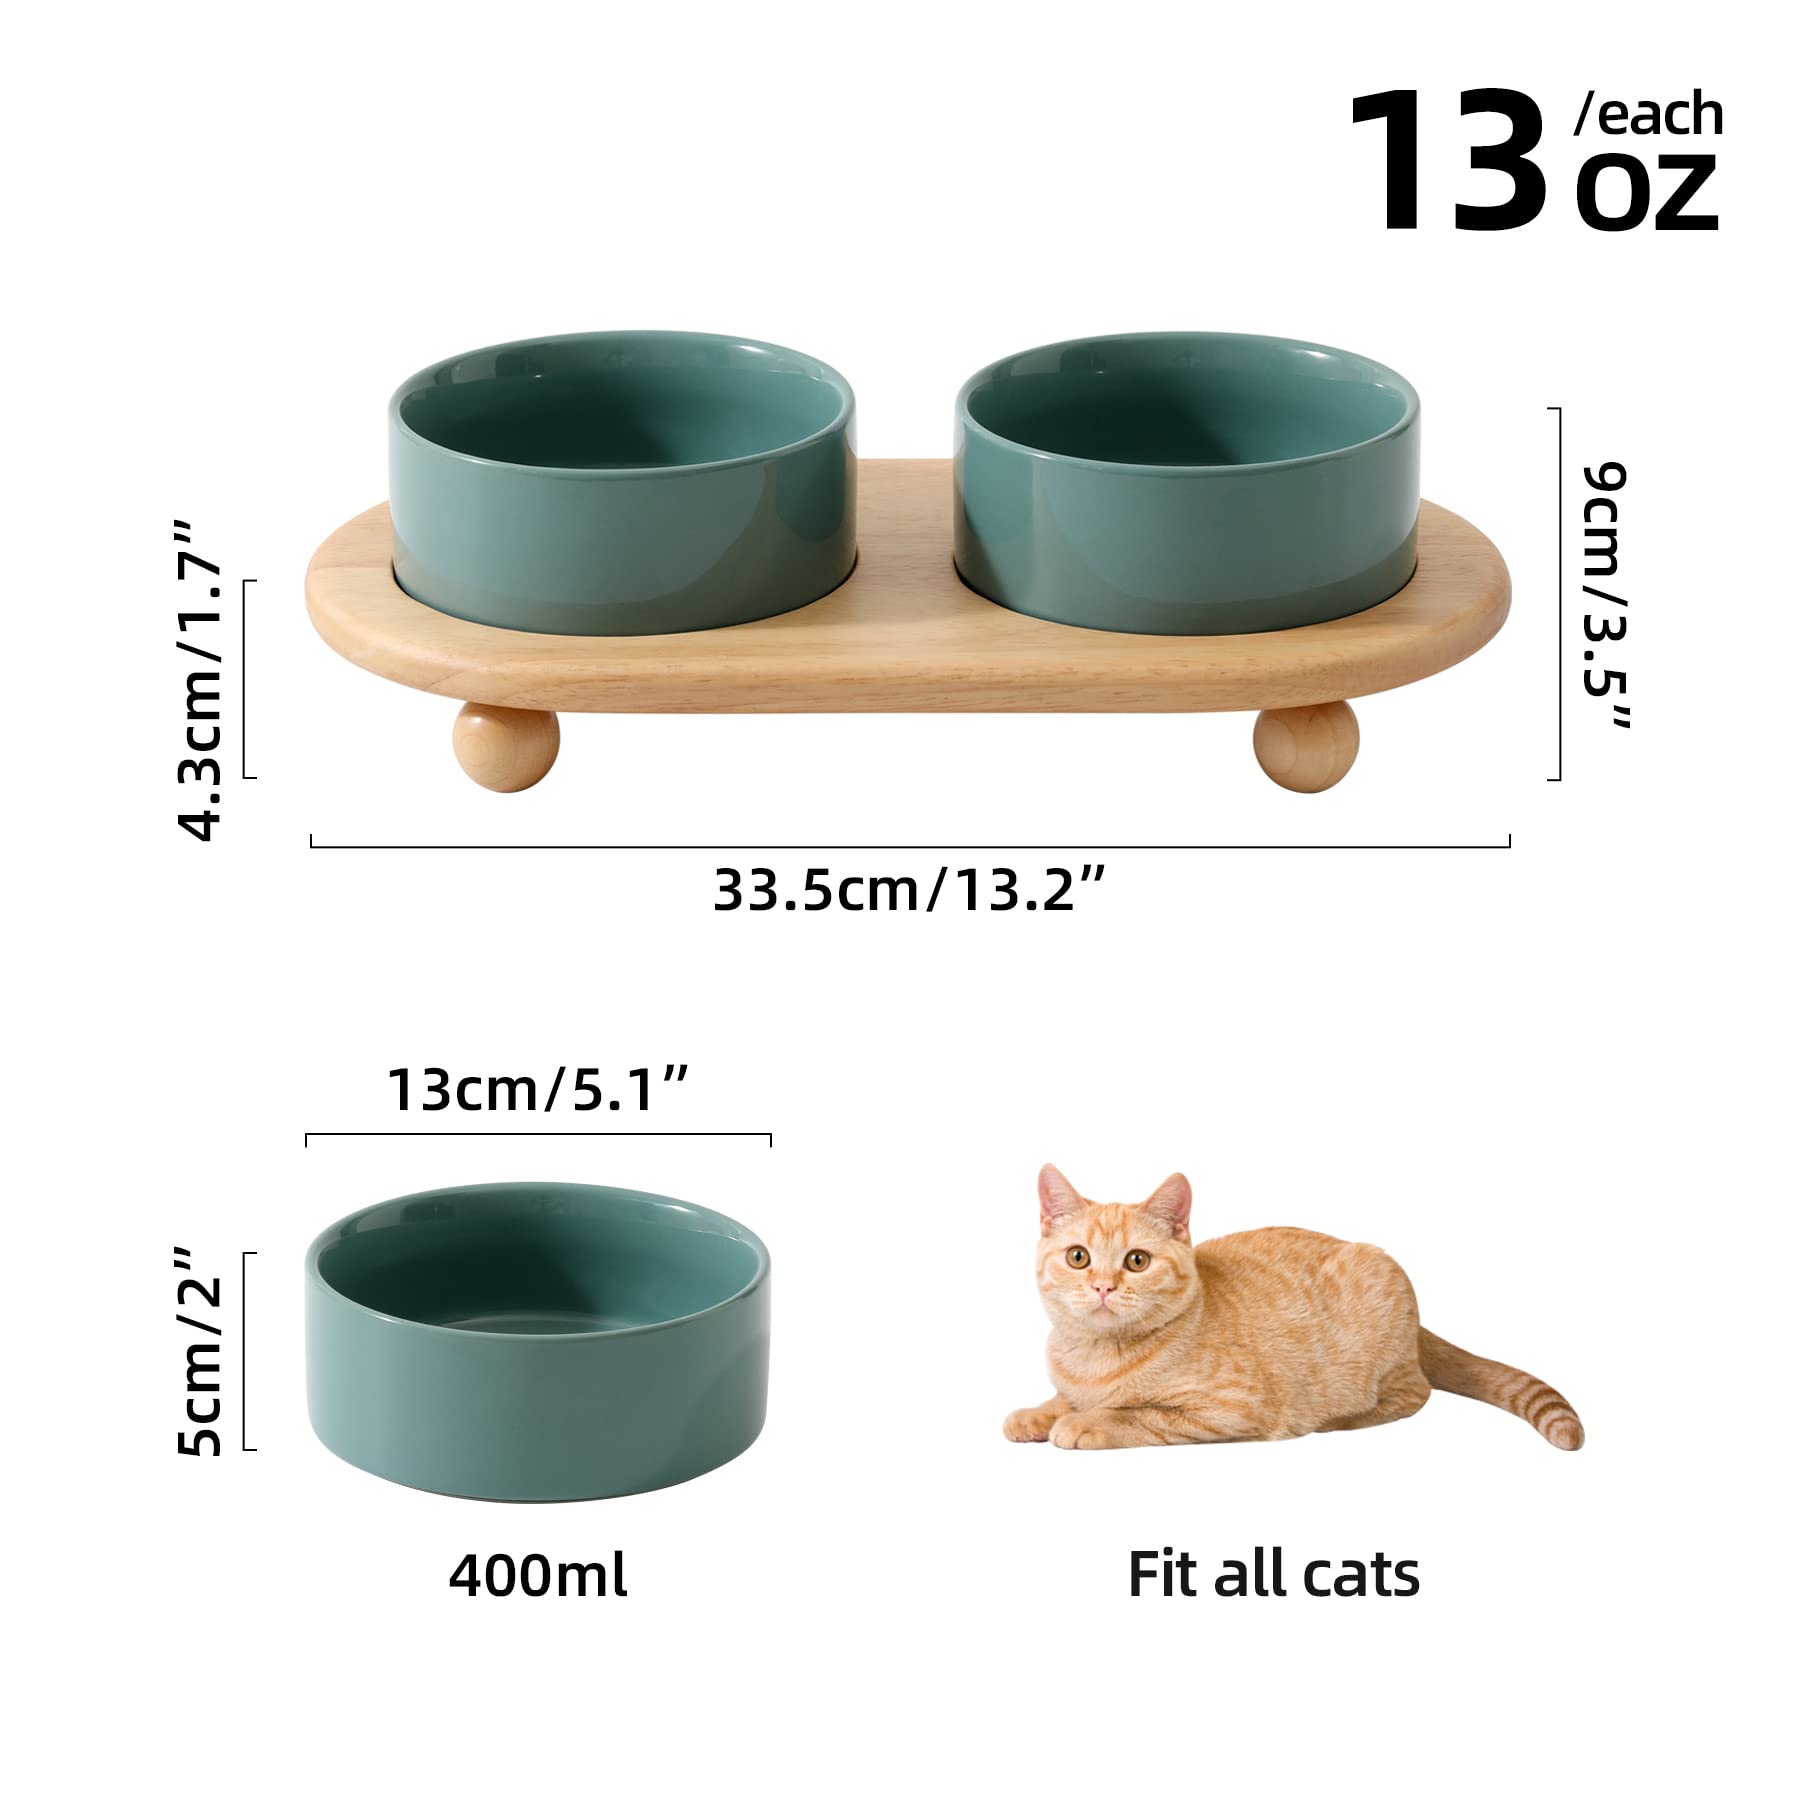 13 /each
OZ
4.3cm/1.7”
9cm/3.5”
33.5cm/13.2”
13cm/5.1”
5cm/2”
400ml
Fit all cats